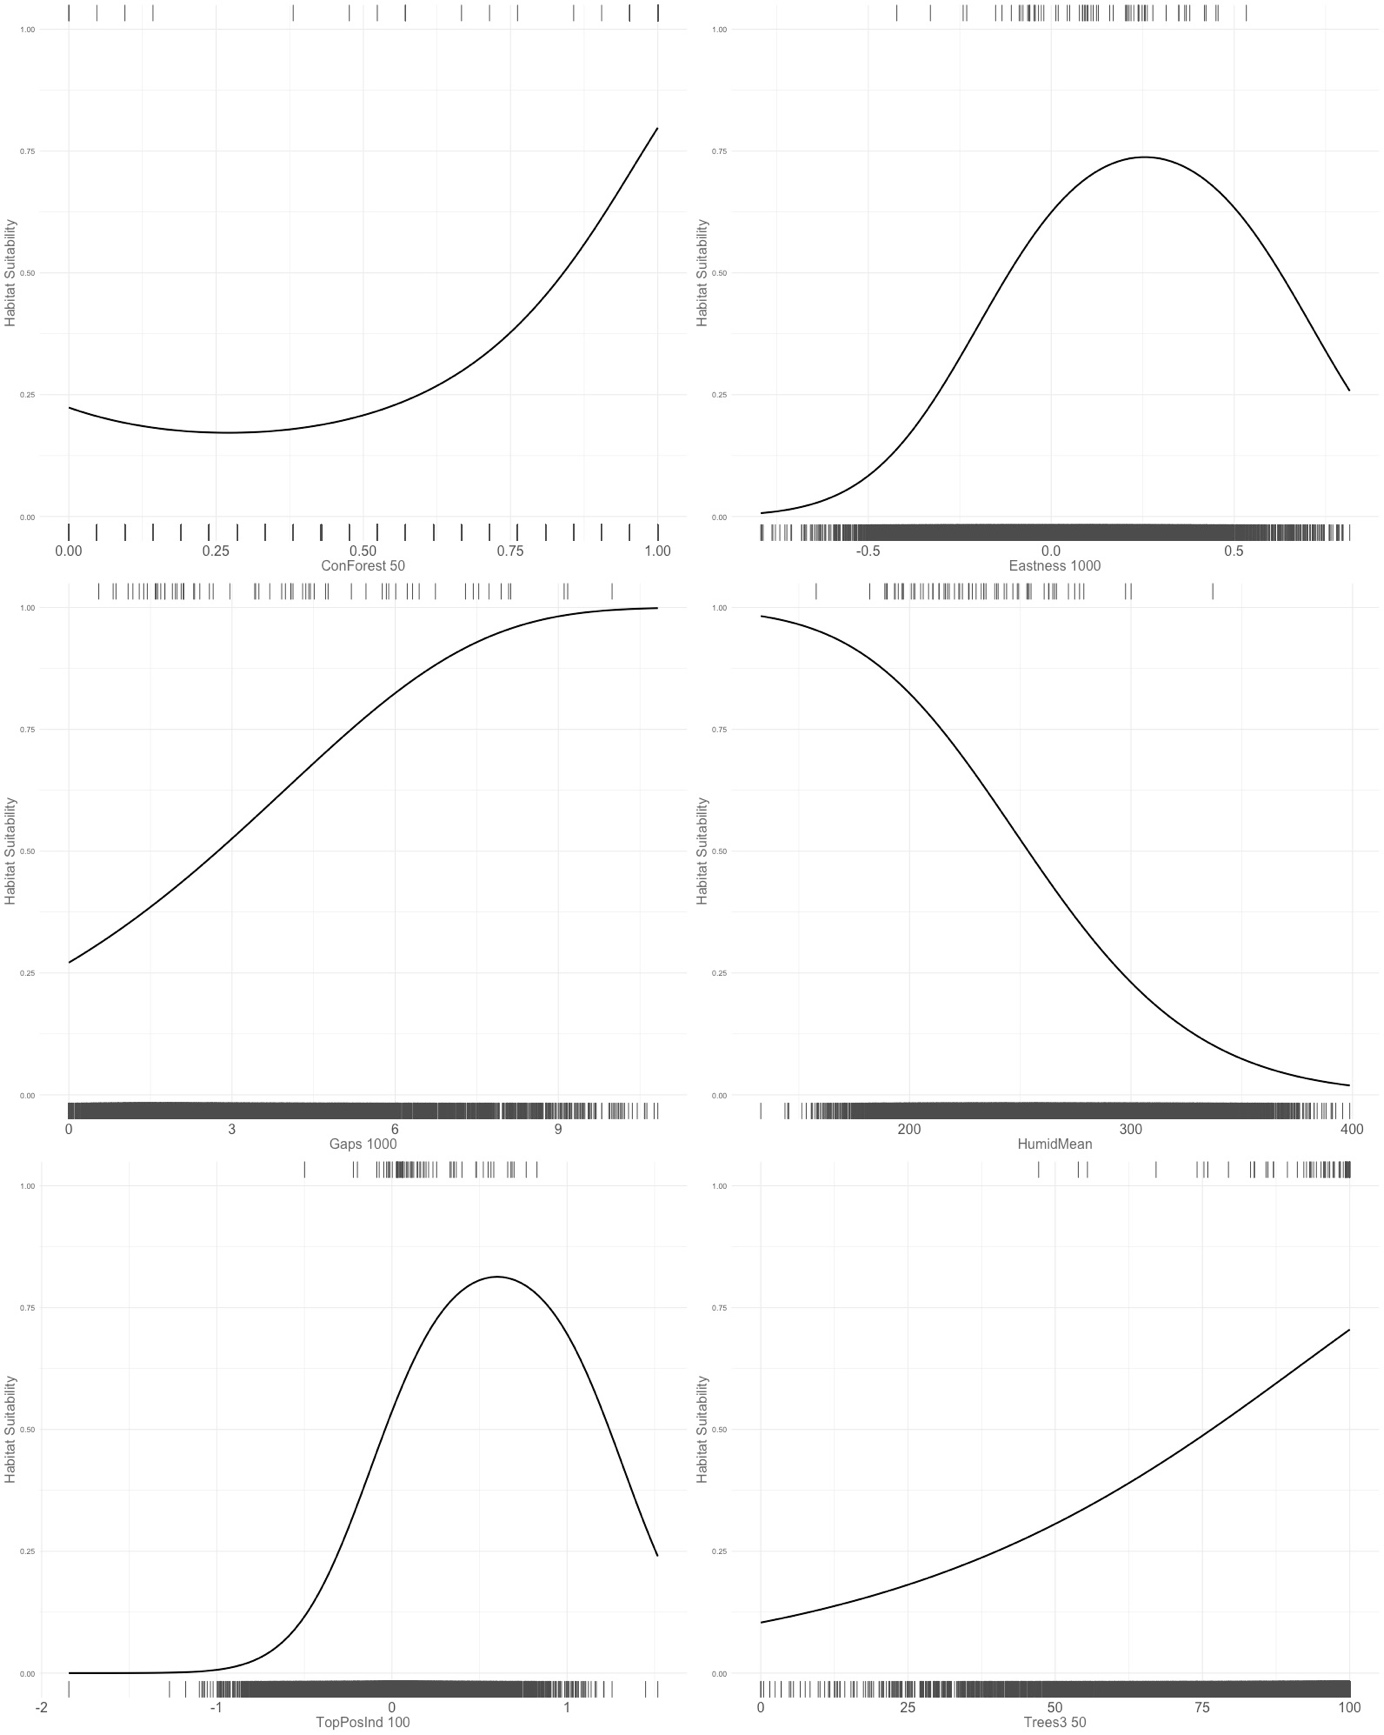 1.00
0.75
0.50
0.25
0.00
Habitat Suitability
0.00 0.25 0.50 0.75 1.00
ConForest 50
1.00
0.75
0.50
0.25
0.00
Habitat Suitability
-0.5 0.0 0.5
Eastness 1000
1.00
0.75
0.50
0.25
0.00
Habitat Suitability
0 3 6 9
Gaps 1000
1.00
0.75
0.50
0.25
0.00
Habitat Suitability
200 300 400
HumidMean
1.00
0.75
0.50
0.25
0.00
Habitat Suitability
-2 -1 0 1
TopPosInd 100
1.00
0.75
0.50
0.25
0.00
Habitat Suitability
0 25 50 75 100
Trees3 50